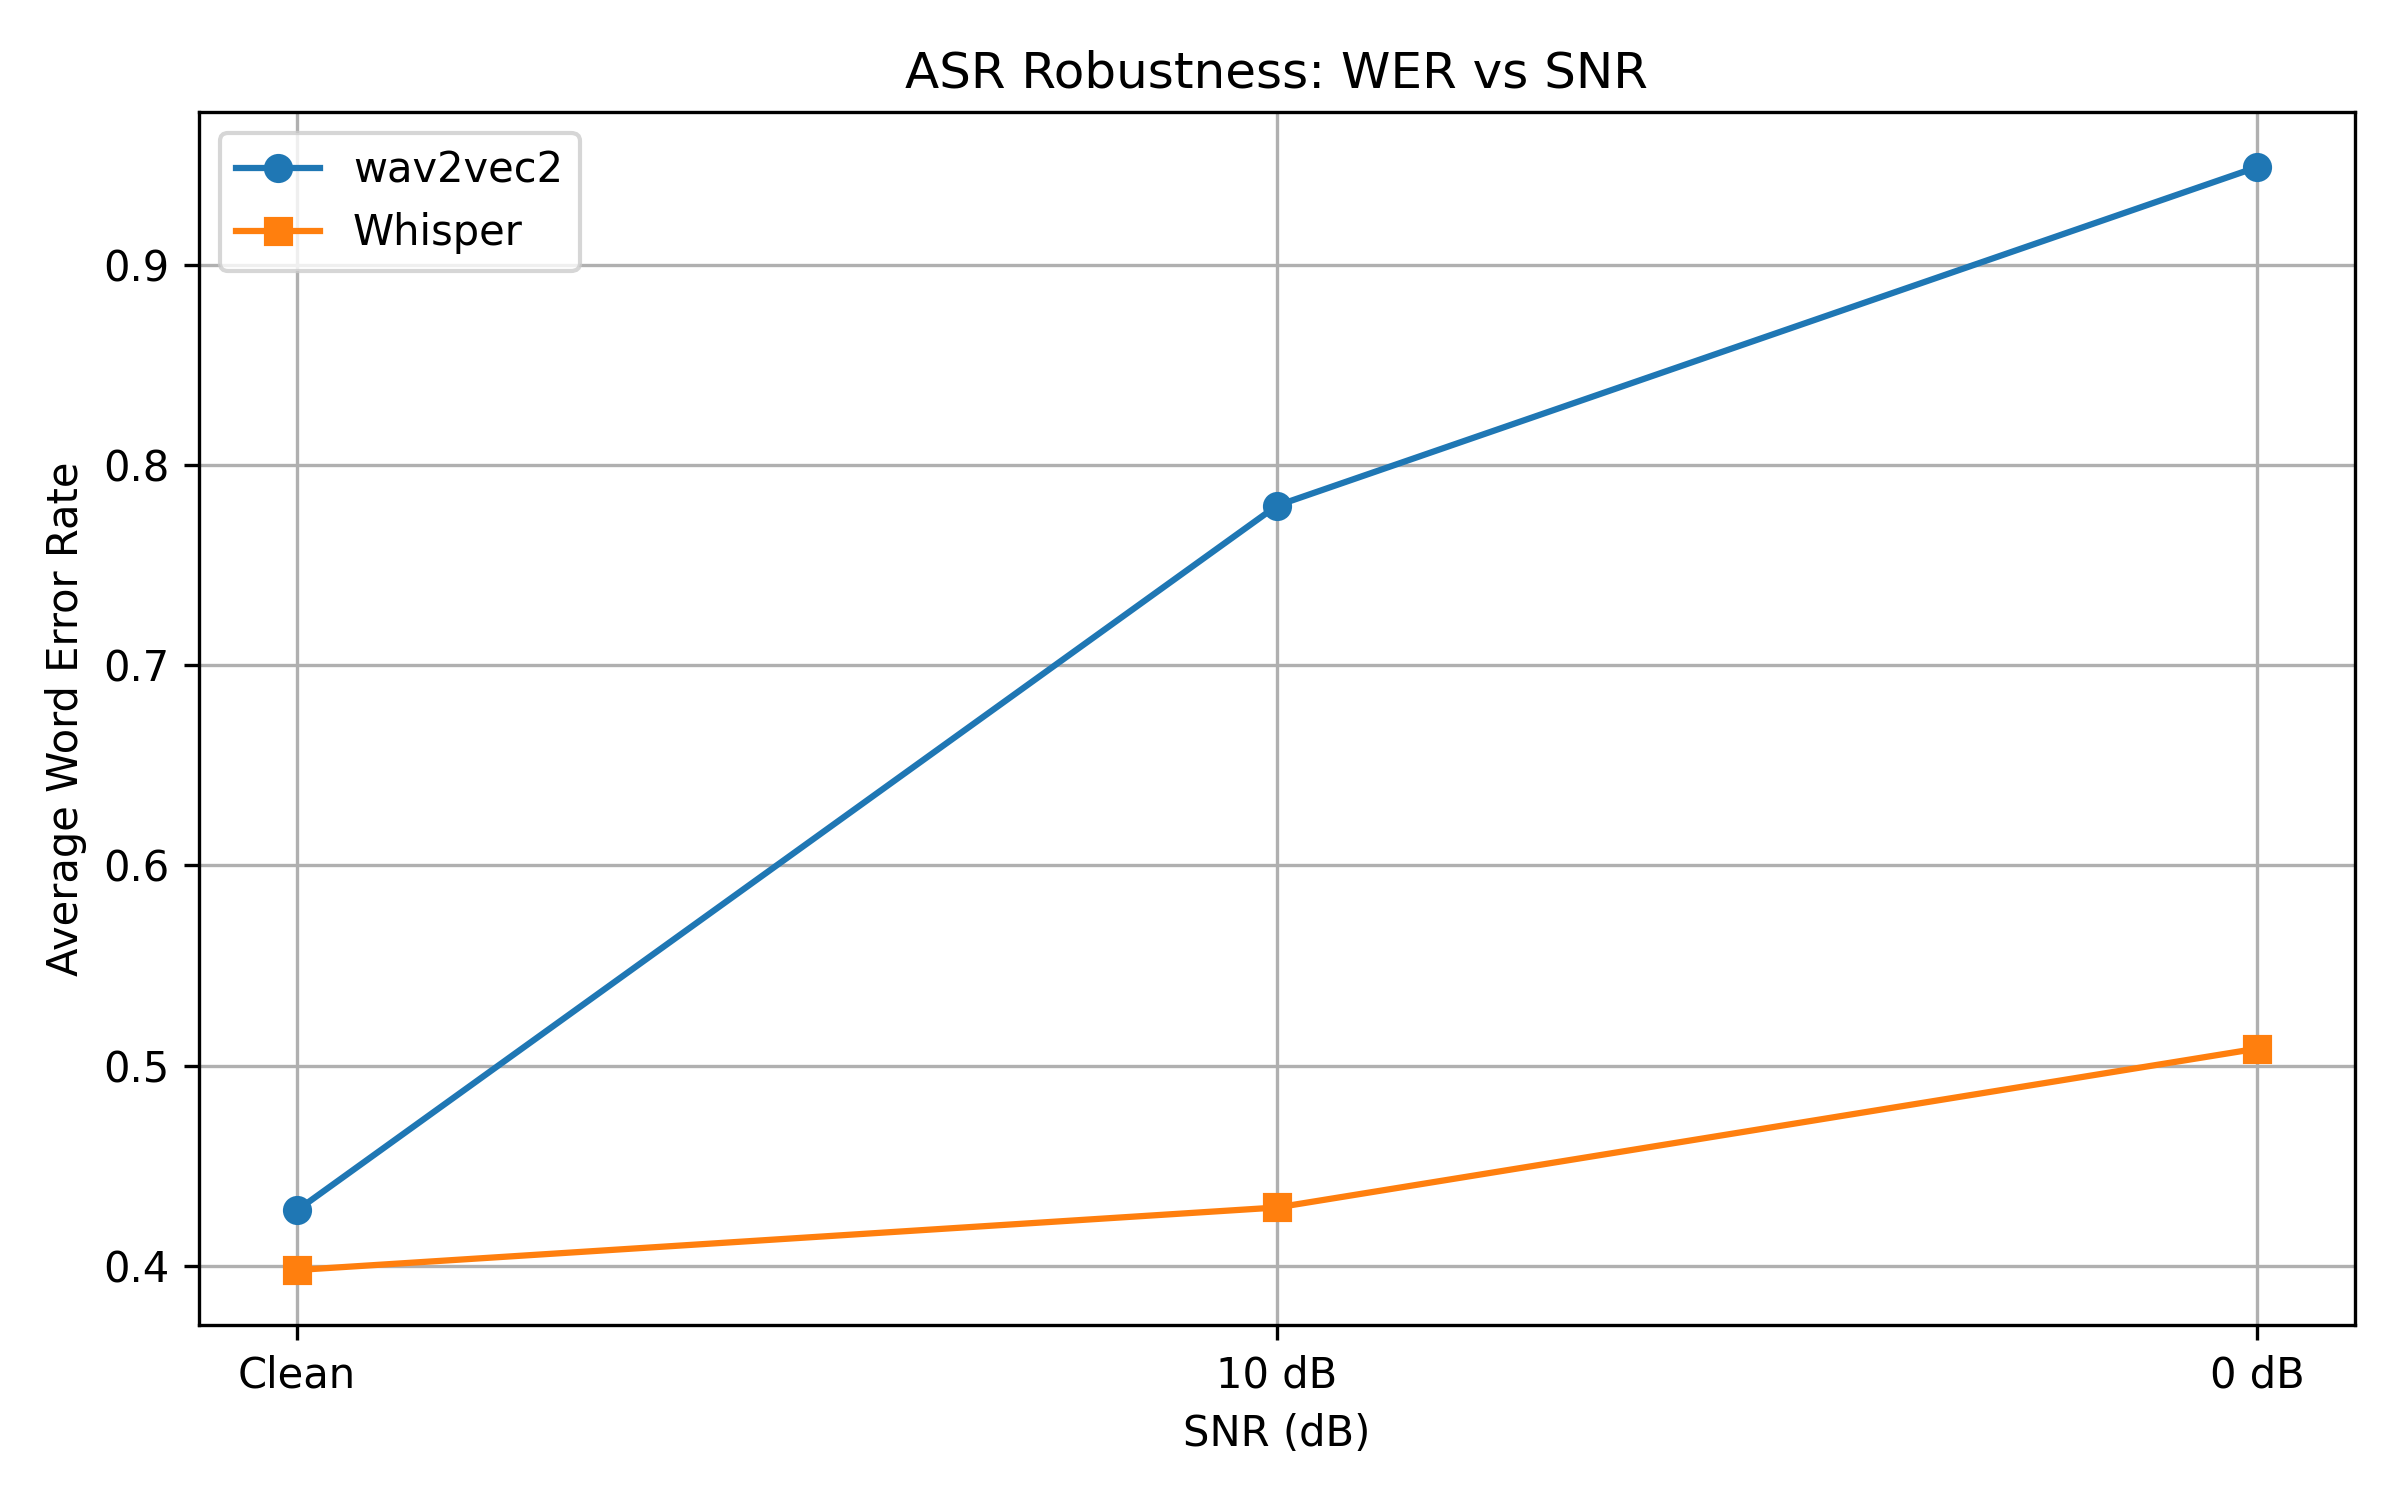 ASR Robustness: WER vs SNR
wav2vec2
Whisper
Average Word Error Rate
0.9
0.8
0.7
0.6
0.5
0.4
Clean
10 dB
0 dB
SNR (dB)